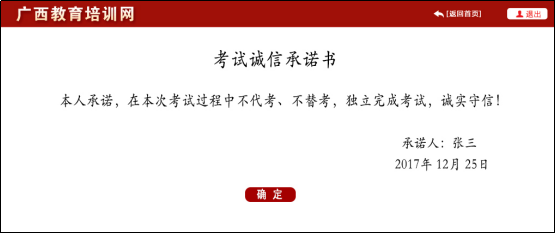 广西教育培训网
[返回首页] 退出
考试诚信承诺书
本人承诺，在本次考试过程中不代考、不替考，独立完成考试，诚实守信！
承诺人：张三
2017年 12月 25日
确 定